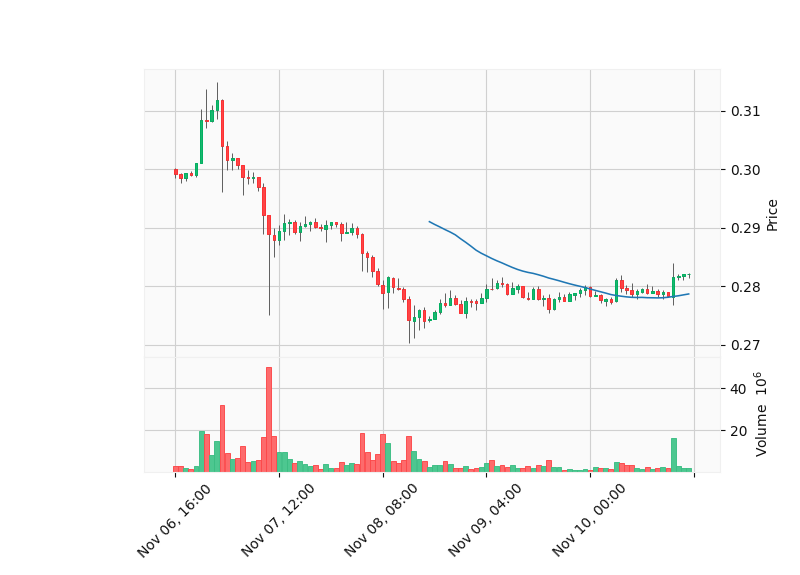 0.31
0.30
0.29
0.28
0.27
Price
40
20
Volume 10^6
Nov 06, 16:00
Nov 07, 12:00
Nov 08, 08:00
Nov 09, 04:00
Nov 10, 00:00